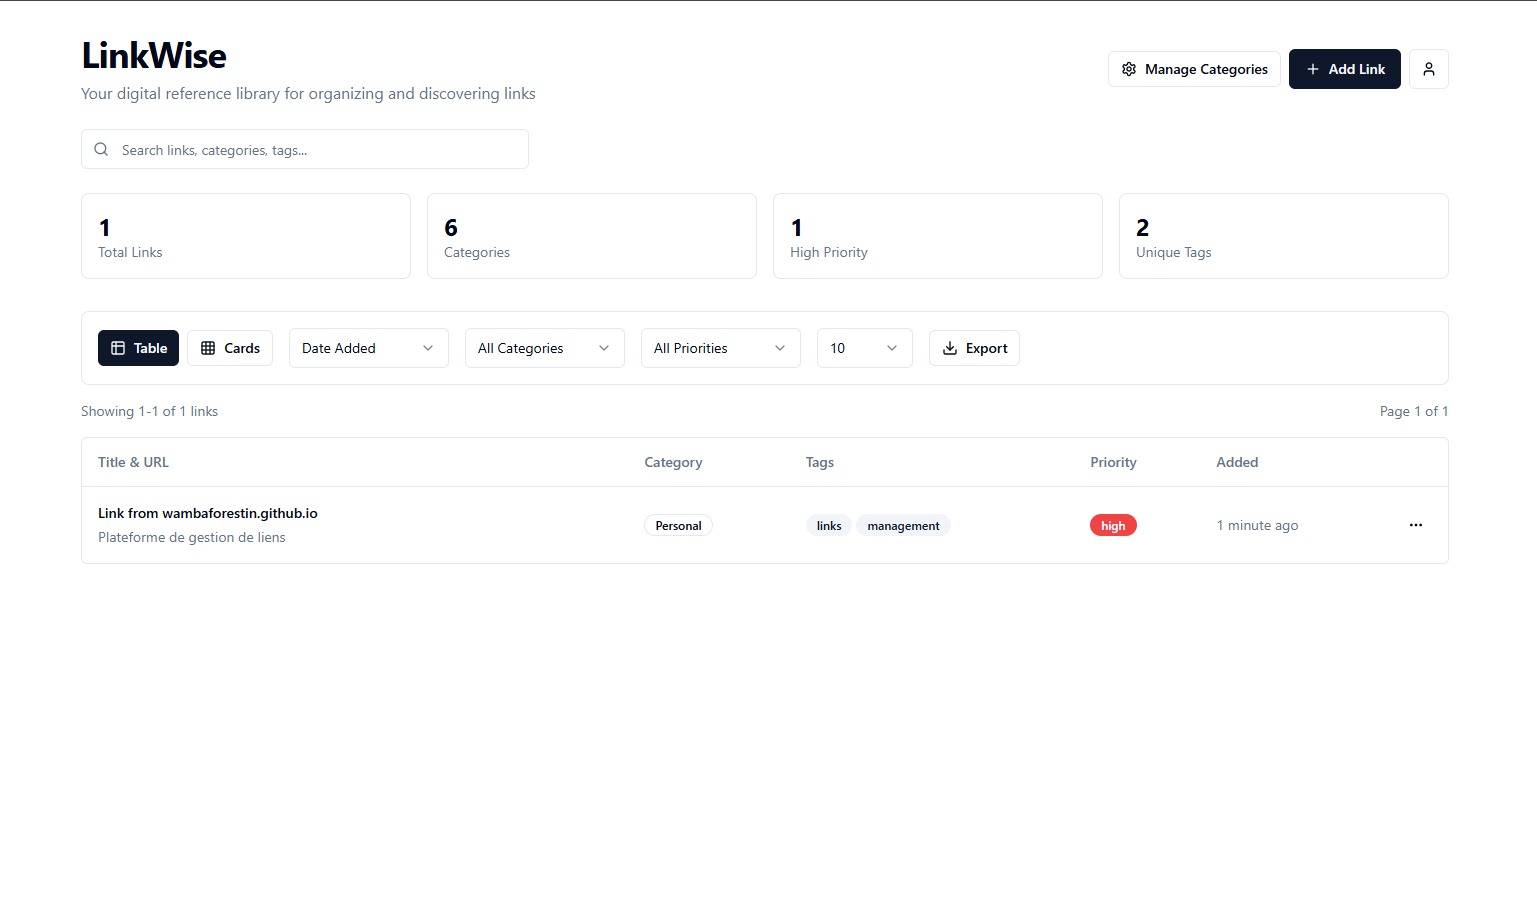 LinkWise
Your digital reference library for organizing and discovering links
Manage Categories
Add Link
Search links, categories, tags...
1
Total Links
6
Categories
1
High Priority
2
Unique Tags
Table
Cards
Date Added
All Categories
All Priorities
10
Export
Showing 1-1 of 1 links
Page 1 of 1
Title & URL
Category
Tags
Priority
Added
Link from wambaforestin.github.io
Plateforme de gestion de liens
Personal
links
management
high
1 minute ago